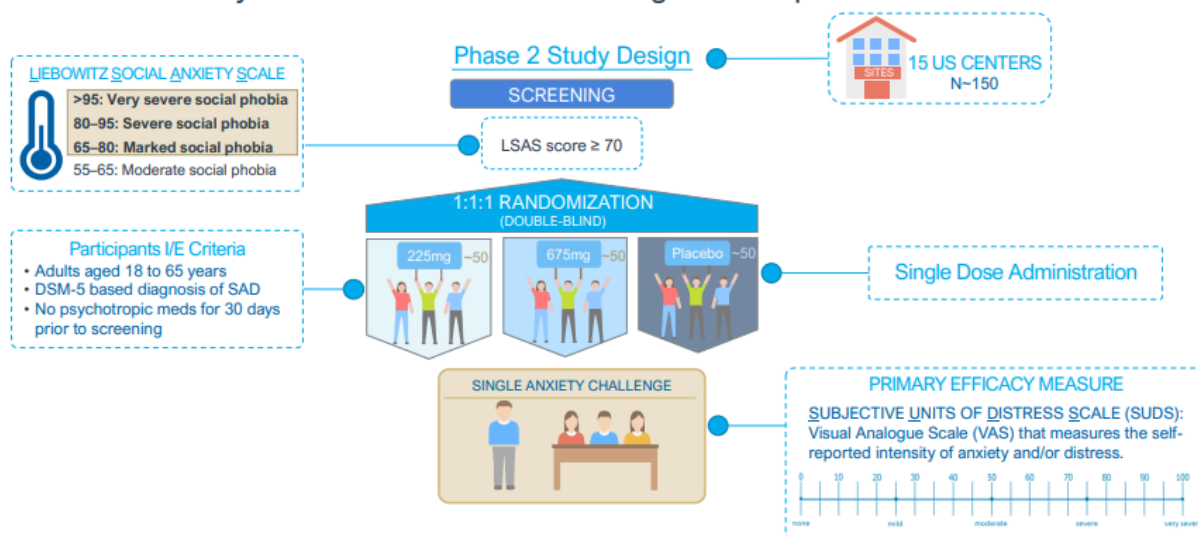 Phase 2 Study Design
15 US CENTERS
N~150
SITES
LIEBOWITZ SOCIAL ANXIETY SCALE
>95: Very severe social phobia
80–95: Severe social phobia
65–80: Marked social phobia
55–65: Moderate social phobia
SCREENING
LSAS score ≥ 70
1:1:1 RANDOMIZATION
(DOUBLE-BLIND)
225mg ~50
675mg ~50
Placebo ~50
Participants I/E Criteria
• Adults aged 18 to 65 years
• DSM-5 based diagnosis of SAD
• No psychotropic meds for 30 days
prior to screening
Single Dose Administration
SINGLE ANXIETY CHALLENGE
PRIMARY EFFICACY MEASURE
SUBJECTIVE UNITS OF DISTRESS SCALE (SUDS):
Visual Analogue Scale (VAS) that measures the self-
reported intensity of anxiety and/or distress.
0 10 20 30 40 50 60 70 80 90 100
none mild moderate severe very sever